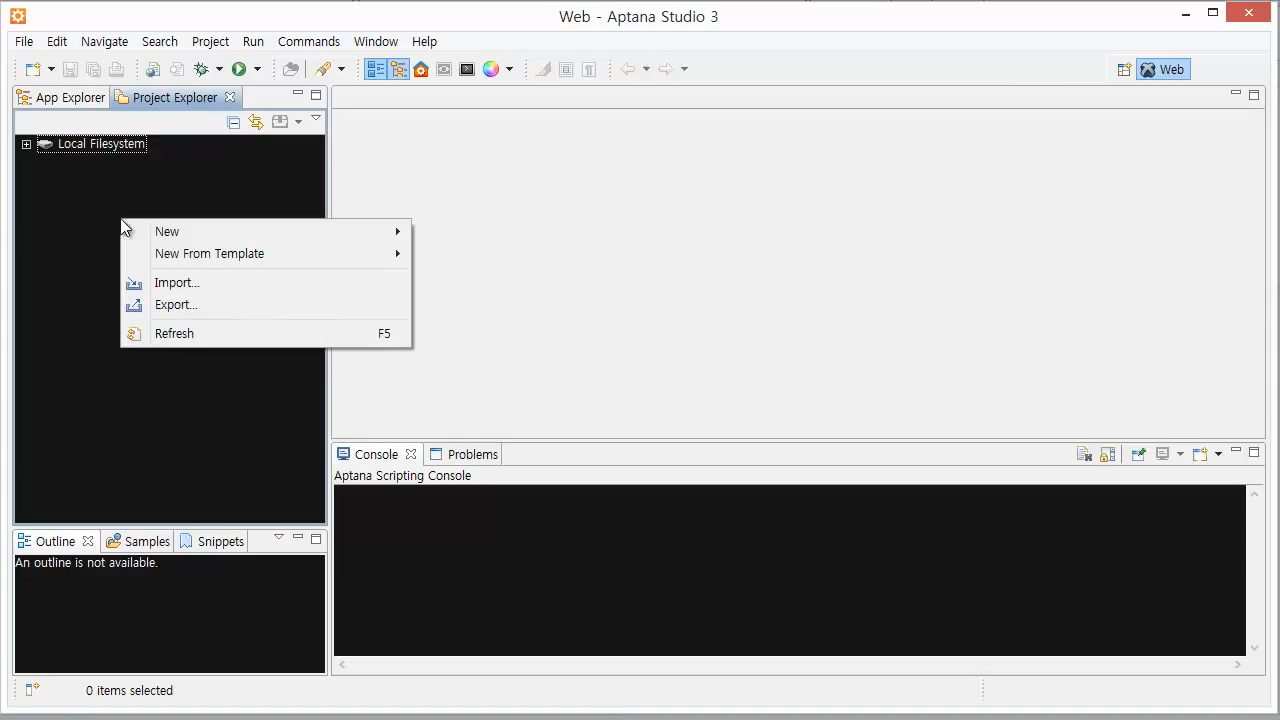 Web - Aptana Studio 3
File Edit Navigate Search Project Run Commands Window Help
Web
App Explorer Project Explorer
Local Filesystem
New
New From Template
Import...
Export...
Refresh F5
Console Problems
Aptana Scripting Console
Outline Samples Snippets
An outline is not available.
0 items selected